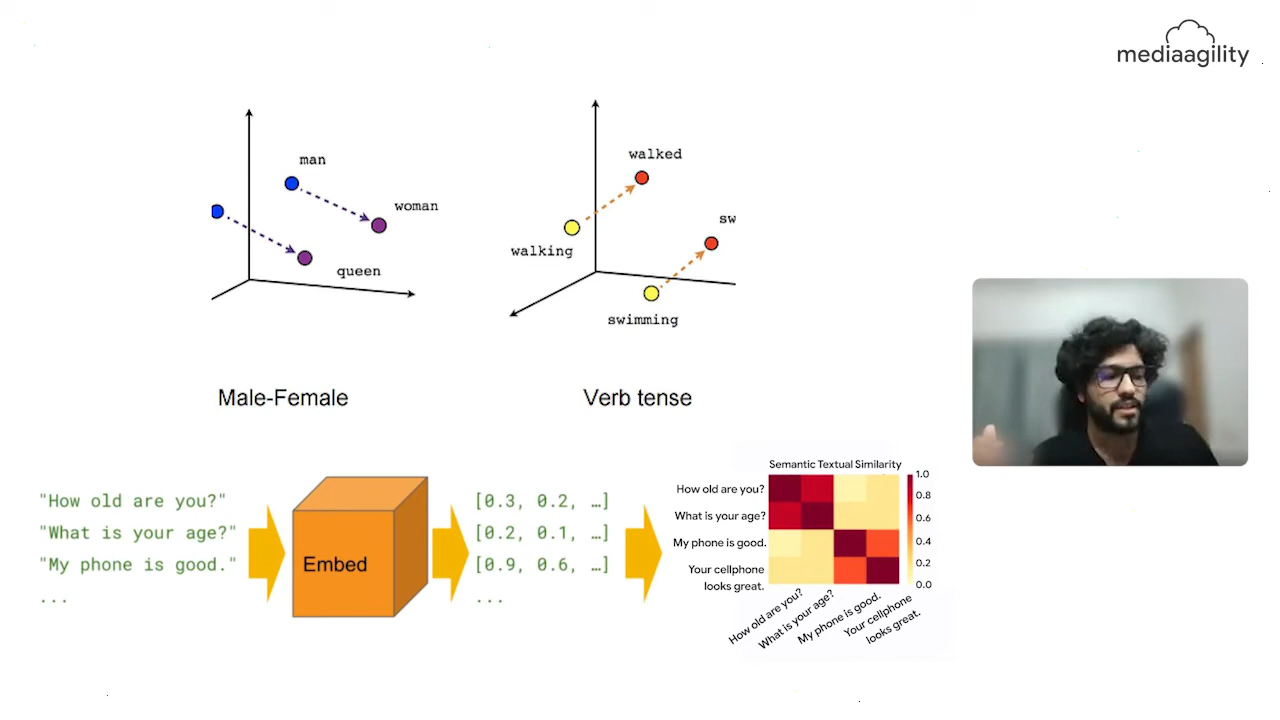 mediaagility
man
woman
queen
walked
walking
sw
swimming
Male-Female
Verb tense
"How old are you?"
"What is your age?"
"My phone is good."
...
Embed
[0.3, 0.2, …]
[0.2, 0.1, …]
[0.9, 0.6, …]
...
Semantic Textual Similarity
How old are you?
What is your age?
My phone is good.
Your cellphone
looks great.
1.0
0.8
0.6
0.4
0.2
0.0
How old are you?
What is your age?
My phone is good.
Your cellphone
looks great.